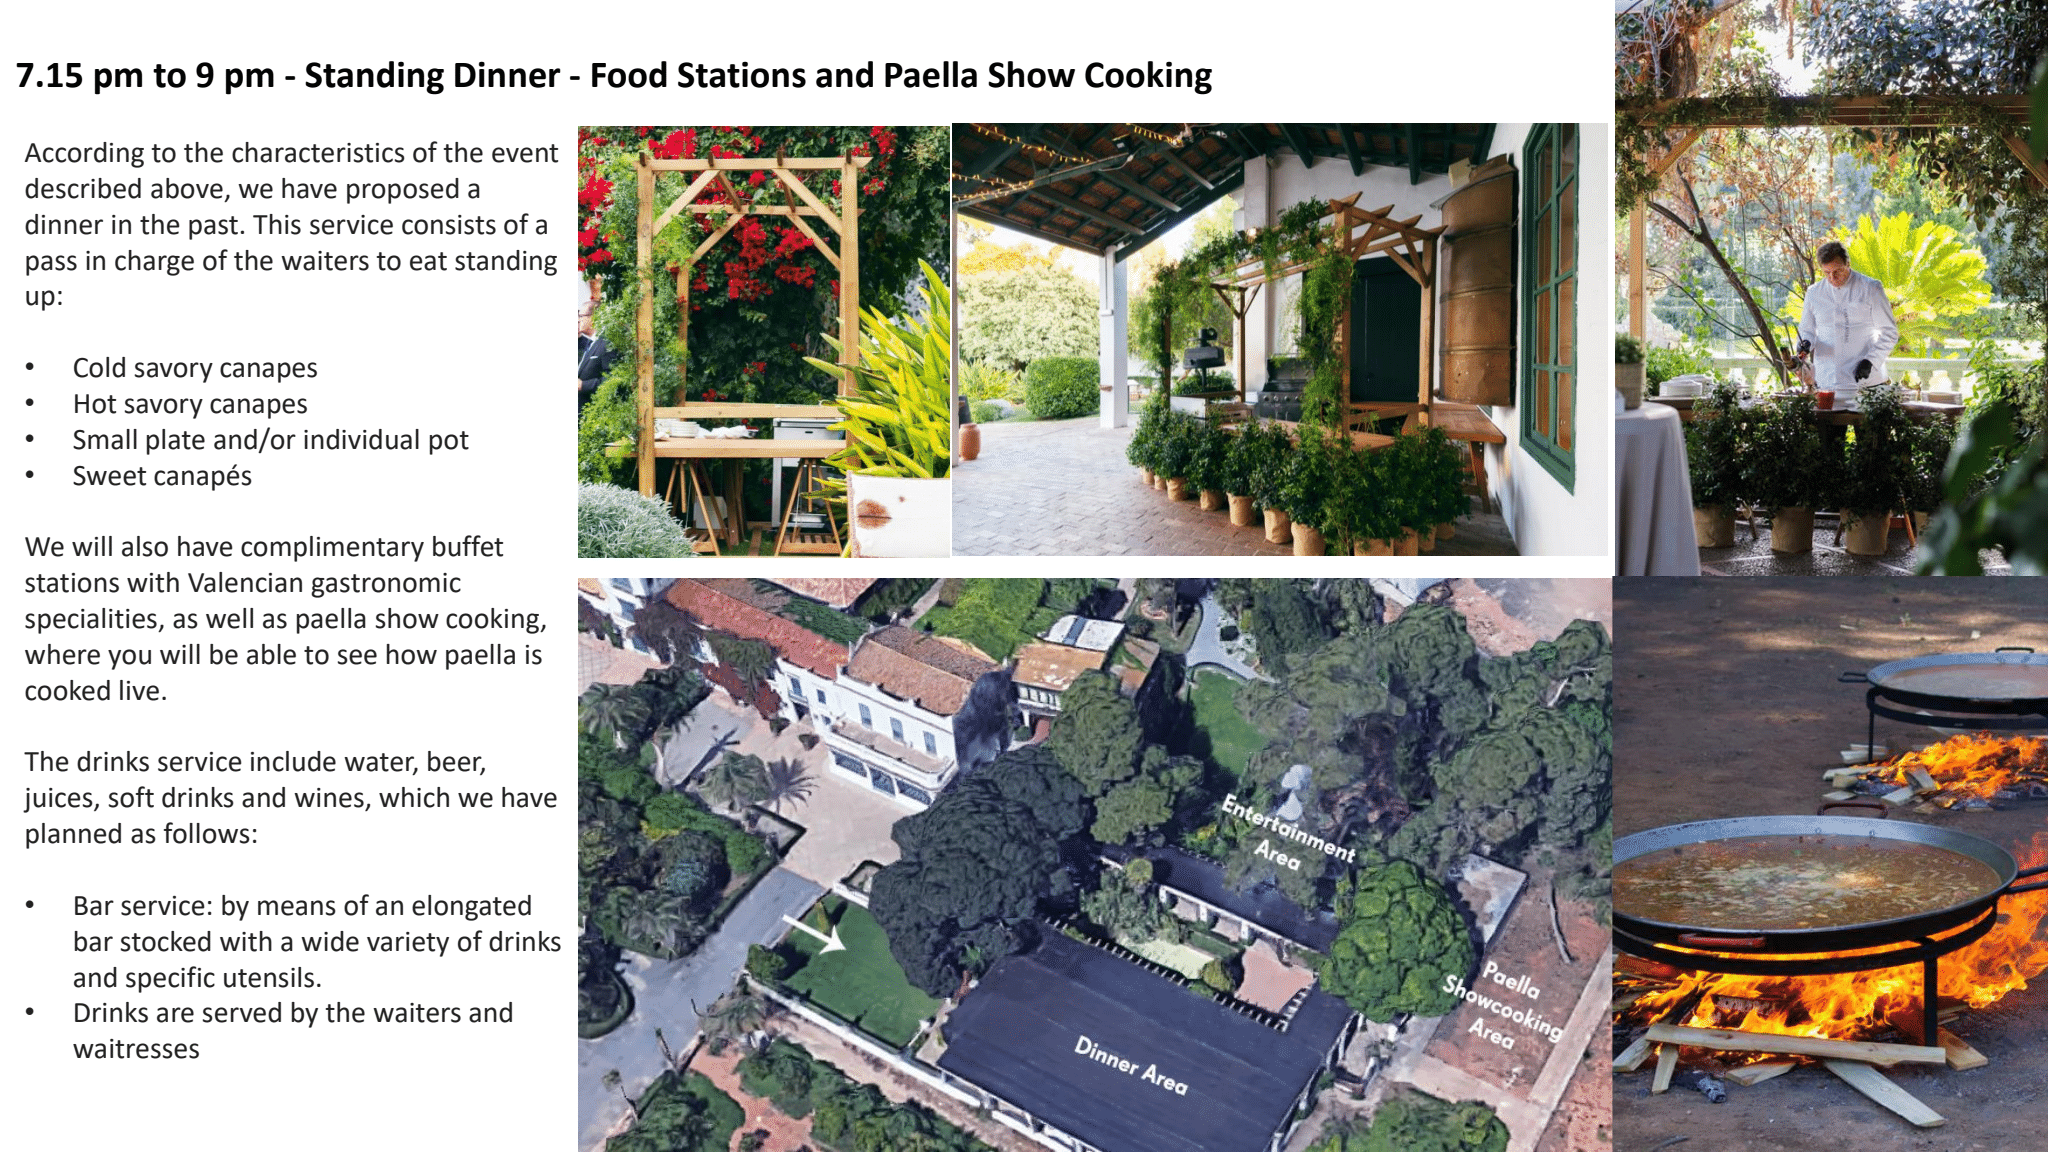 7.15 pm to 9 pm - Standing Dinner - Food Stations and Paella Show Cooking
According to the characteristics of the event
described above, we have proposed a
dinner in the past. This service consists of a
pass in charge of the waiters to eat standing
up:
• Cold savory canapes
• Hot savory canapes
• Small plate and/or individual pot
• Sweet canapés
We will also have complimentary buffet
stations with Valencian gastronomic
specialities, as well as paella show cooking,
where you will be able to see how paella is
cooked live.
The drinks service include water, beer,
juices, soft drinks and wines, which we have
planned as follows:
• Bar service: by means of an elongated
bar stocked with a wide variety of drinks
and specific utensils.
• Drinks are served by the waiters and
waitresses
Entertainment
Area
Paella
Showcooking
Area
Dinner Area